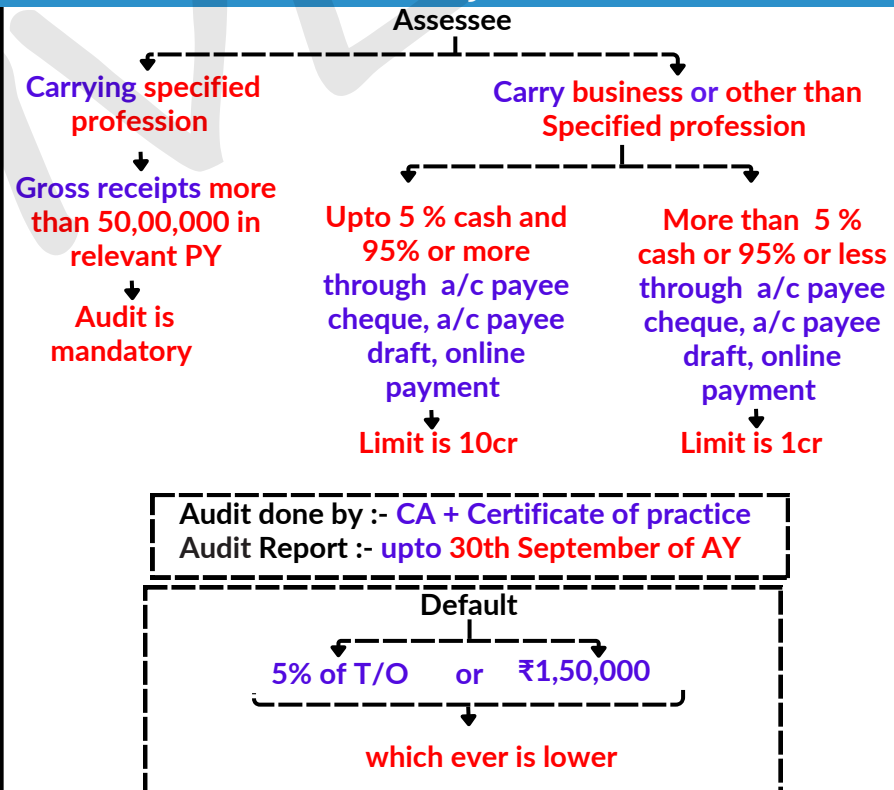 Assessee
Carrying specified
profession
Gross receipts more
than 50,00,000 in
relevant PY
Audit is
mandatory
Carry business or other than
Specified profession
Upto 5 % cash and
95% or more
through a/c payee
cheque, a/c payee
draft, online
payment
Limit is 10cr
More than 5 %
cash or 95% or less
through a/c payee
cheque, a/c payee
draft, online
payment
Limit is 1cr
Audit done by :- CA + Certificate of practice
Audit Report :- upto 30th September of AY
Default
5% of T/O or ₹1,50,000
which ever is lower